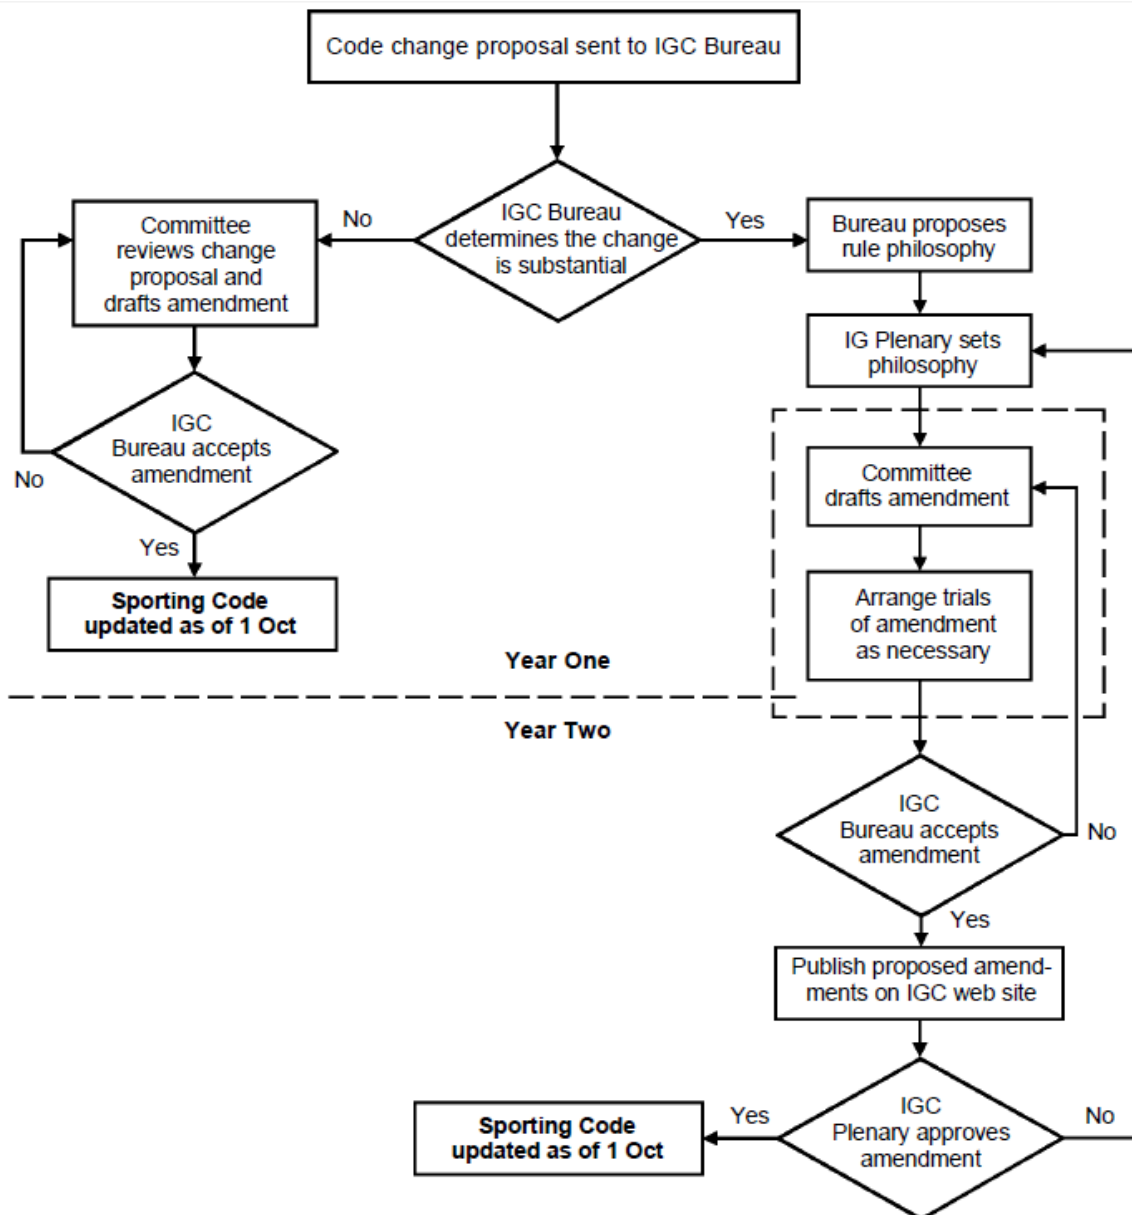 Code change proposal sent to IGC Bureau
IGC Bureau
determines the change
is substantial
No
Yes
Committee
reviews change
proposal and
drafts amendment
Bureau proposes
rule philosophy
IG Plenary sets
philosophy
IGC
Bureau accepts
amendment
No
Yes
Committee
drafts amendment
Sporting Code
updated as of 1 Oct
Arrange trials
of amendment
as necessary
Year One
Year Two
IGC
Bureau accepts
amendment
No
Yes
Publish proposed amend-
ments on IGC web site
IGC
Plenary approves
amendment
Yes
No
Sporting Code
updated as of 1 Oct